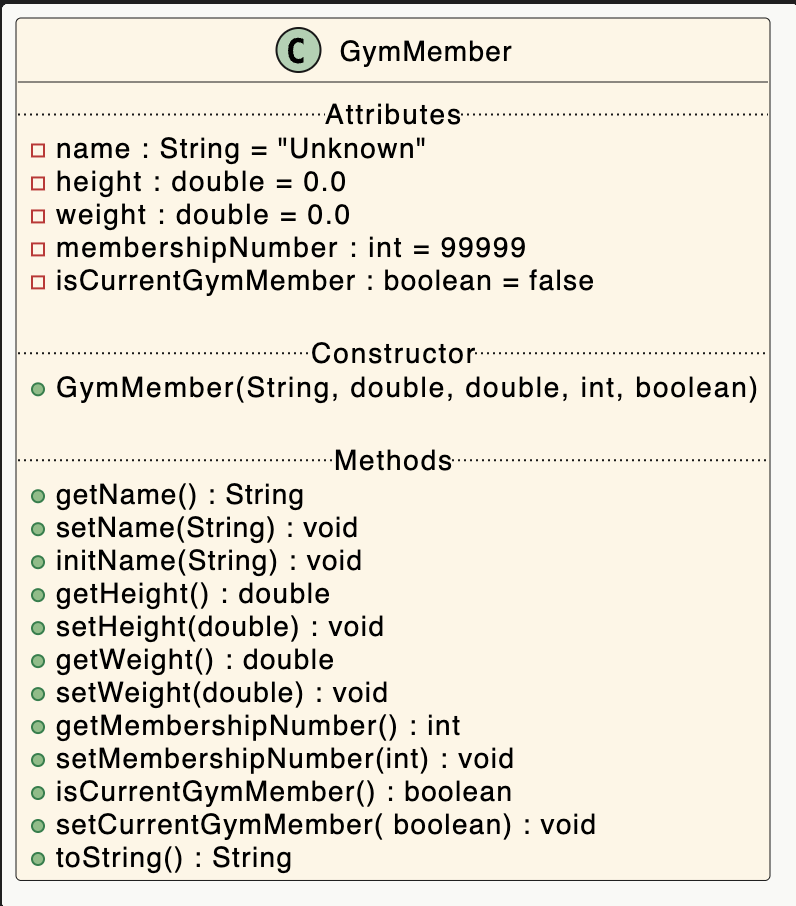 C GymMember
Attributes
name : String = "Unknown"
height : double = 0.0
weight : double = 0.0
membershipNumber : int = 99999
isCurrentGymMember : boolean = false
Constructor
GymMember(String, double, double, int, boolean)
Methods
getName() : String
setName(String) : void
initName(String) : void
getHeight() : double
setHeight(double) : void
getWeight() : double
setWeight(double) : void
getMembershipNumber() : int
setMembershipNumber(int) : void
isCurrentGymMember() : boolean
setCurrentGymMember( boolean) : void
toString() : String